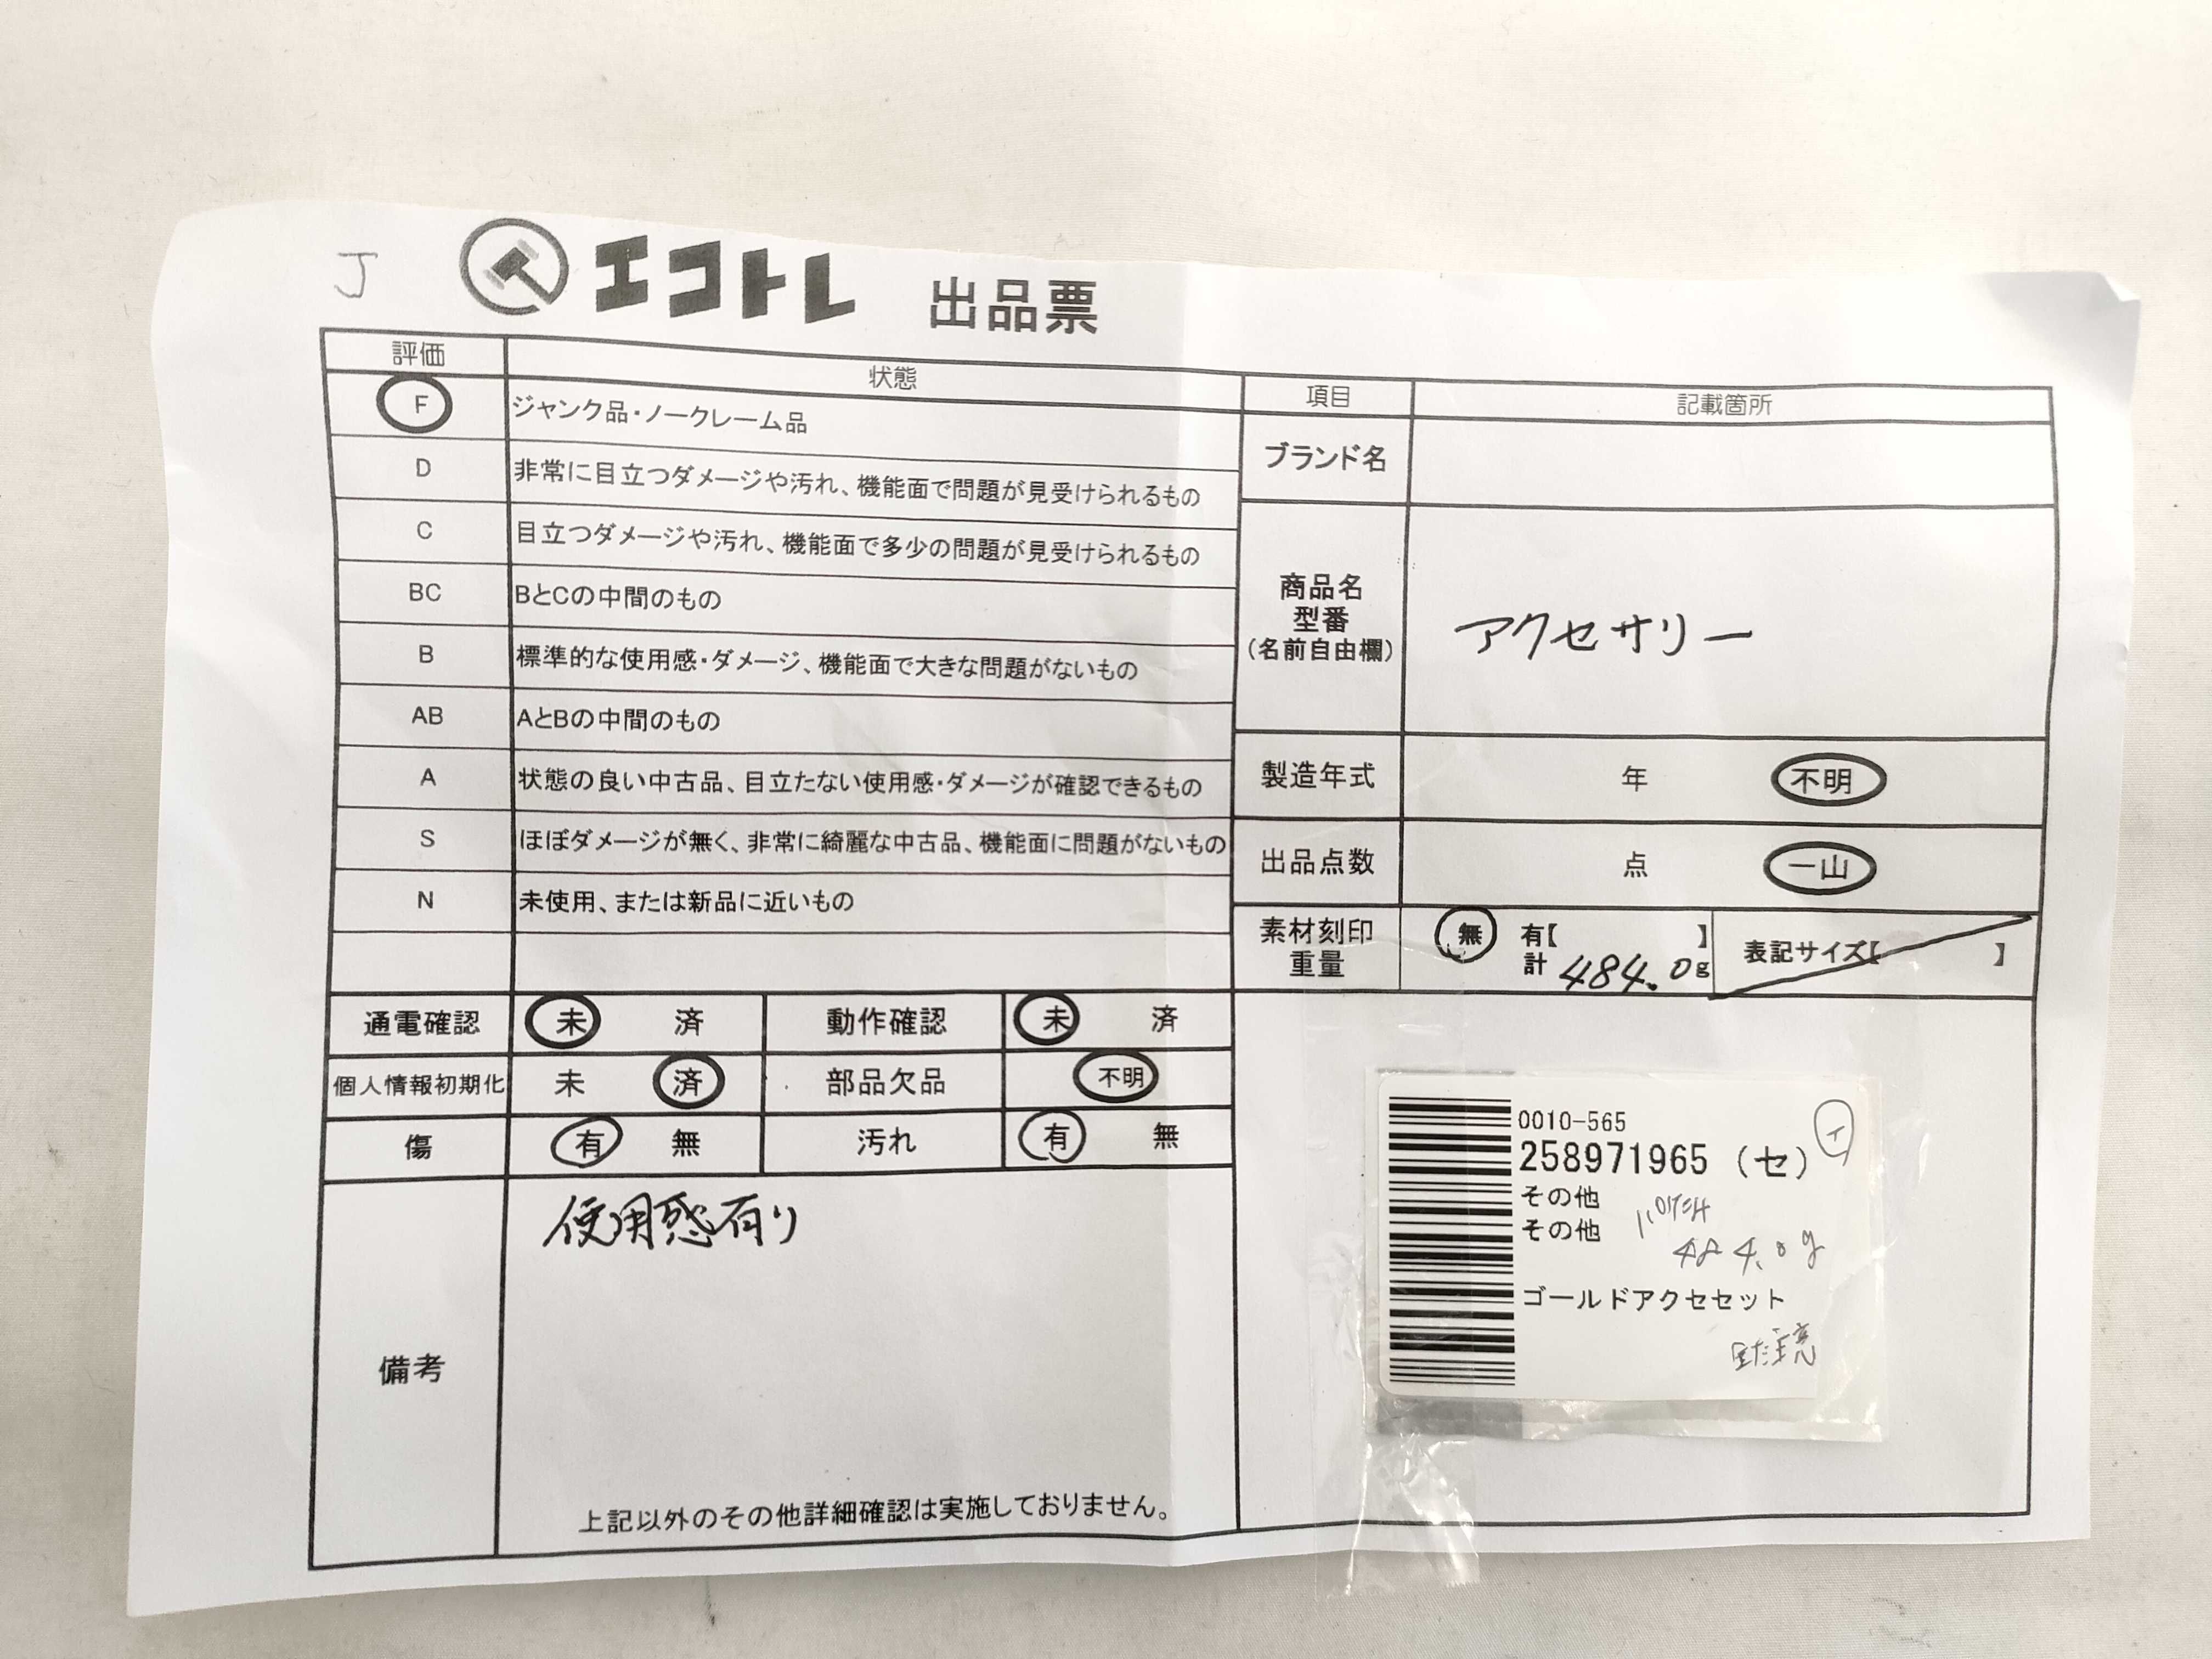 J
エコトレ 出品票
評価 状態
F ジャンク品・ノークレーム品
D 非常に目立つダメージや汚れ、機能面で問題が見受けられるもの
C 目立つダメージや汚れ、機能面で多少の問題が見受けられるもの
BC BとCの中間のもの
B 標準的な使用感・ダメージ、機能面で大きな問題がないもの
AB AとBの中間のもの
A 状態の良い中古品、目立たない使用感・ダメージが確認できるもの
S ほぼダメージが無く、非常に綺麗な中古品、機能面に問題がないもの
N 未使用、または新品に近いもの
項目 記載箇所
ブランド名
商品名
型番
(名前自由欄)
アクセサリー
製造年式 年 不明
出品点数 点 一山
素材刻印
重量
無 有【 】
計 484.0g
表記サイズ【 】
通電確認 未 済 動作確認 未 済
個人情報初期化 未 済 部品欠品 不明
傷 有 無 汚れ 有 無
備考
使用感有り
上記以外のその他詳細確認は実施しておりません。
0010-565
イ
258971965 (セ)
その他
その他
484.0g
ゴールドアクセセット